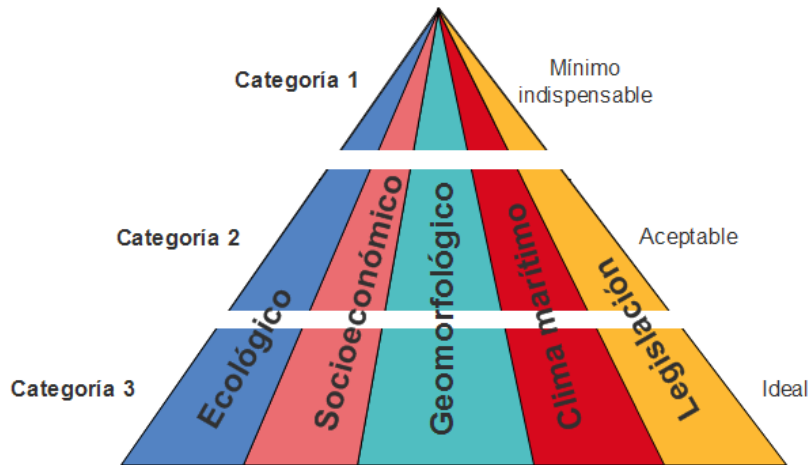 Categoría 1
Mínimo
indispensable
Categoría 2
Aceptable
Categoría 3
Ideal
Ecológico
Socioeconómico
Geomorfológico
Clima marítimo
Legislación